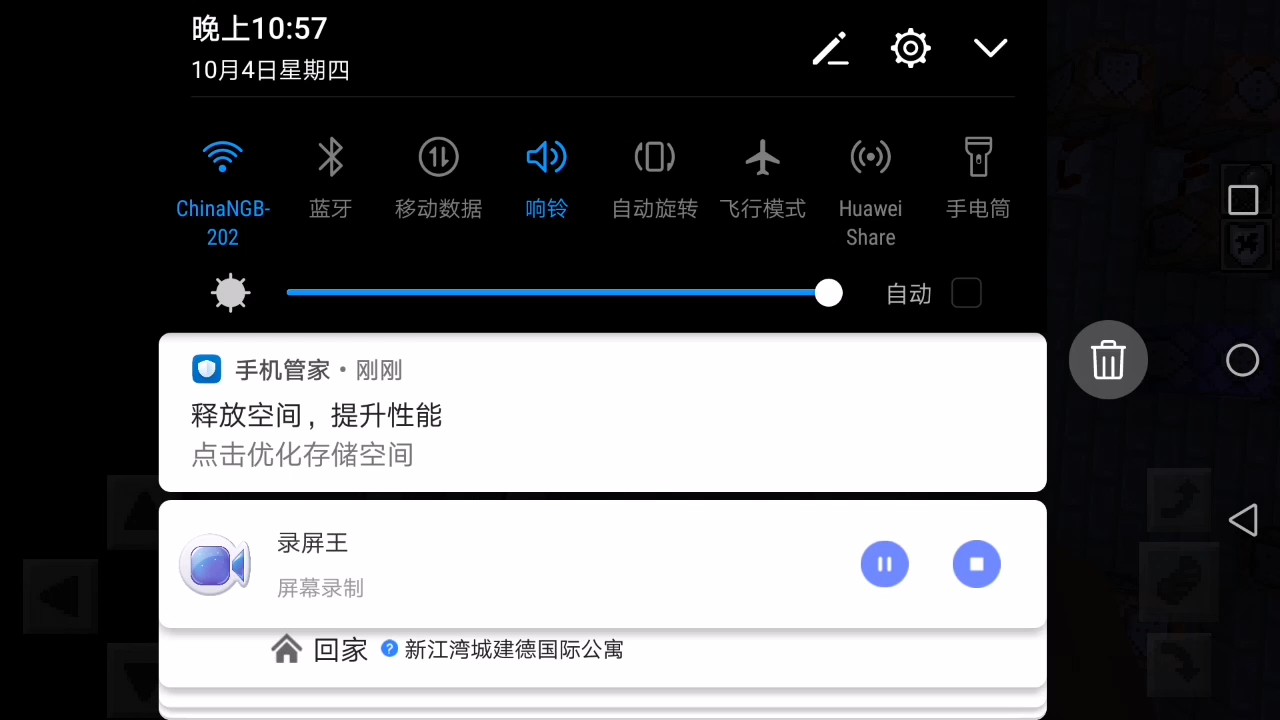 晚上10:57
10月4日星期四
ChinaNGB-
202
蓝牙
移动数据
响铃
自动旋转
飞行模式
Huawei
Share
手电筒
自动
手机管家 • 刚刚
释放空间，提升性能
点击优化存储空间
录屏王
屏幕录制
回家 ? 新江湾城建德国际公寓